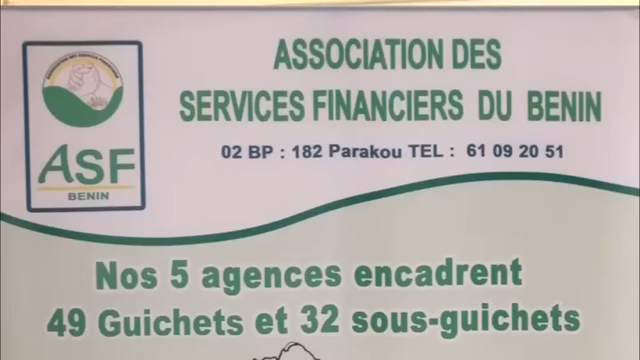 ASSOCIATION DES
SERVICES FINANCIERS DU BENIN
02 BP : 182 Parakou TEL : 61 09 20 51
ASF
BENIN
Nos 5 agences encadrent
49 Guichets et 32 sous-guichets